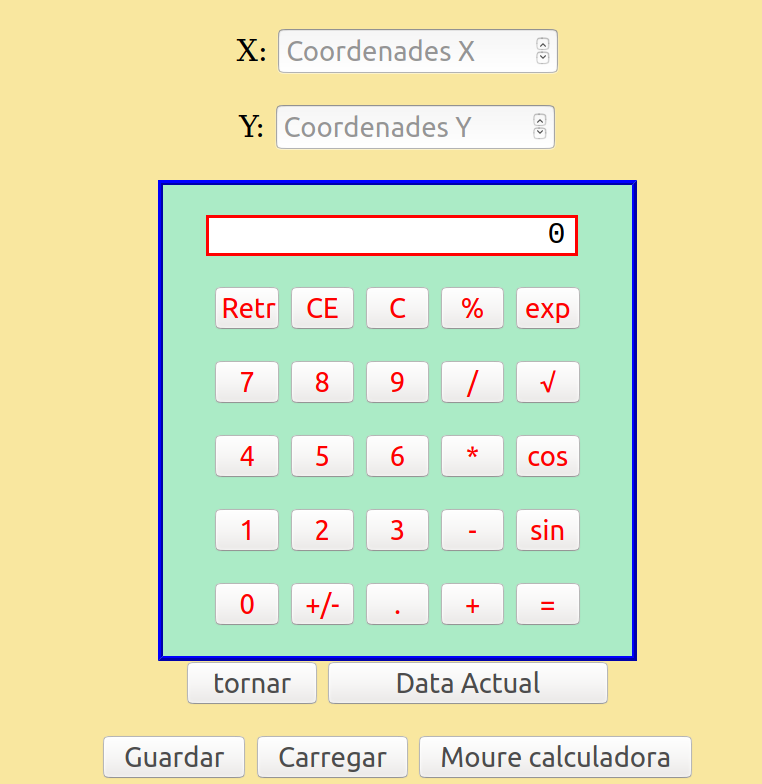 X: Coordenades X
Y: Coordenades Y
0
Retr CE C % exp
7 8 9 / √
4 5 6 * cos
1 2 3 - sin
0 +/- . + =
tornar Data Actual
Guardar Carregar Moure calculadora